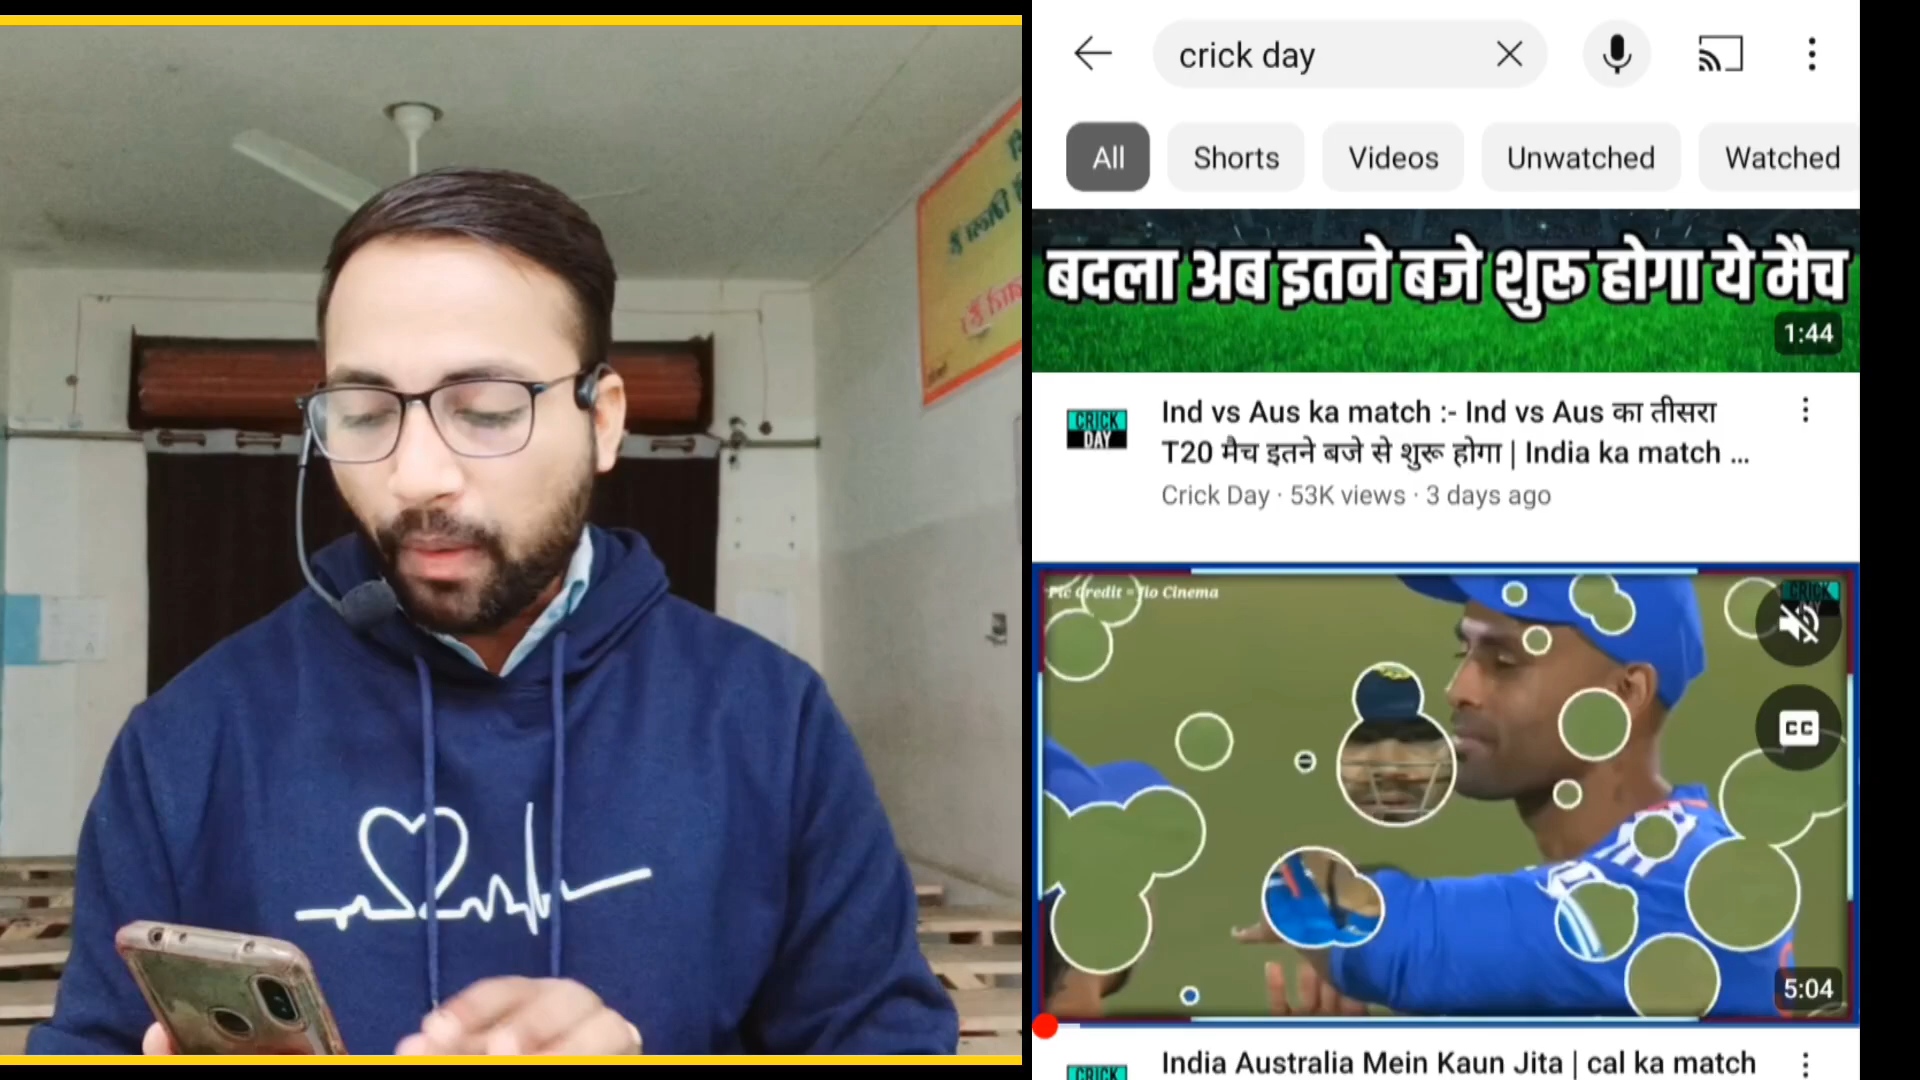 crick day
All
Shorts
Videos
Unwatched
Watched
बदला अब इतने बजे शुरू होगा ये मैच
1:44
CRICK
DAY
Ind vs Aus ka match :- Ind vs Aus का तीसरा
T20 मैच इतने बजे से शुरू होगा | India ka match ...
Crick Day · 53K views · 3 days ago
Pic Credit = Jio Cinema
CRICK
CC
5:04
CRICK
India Australia Mein Kaun Jita | cal ka match